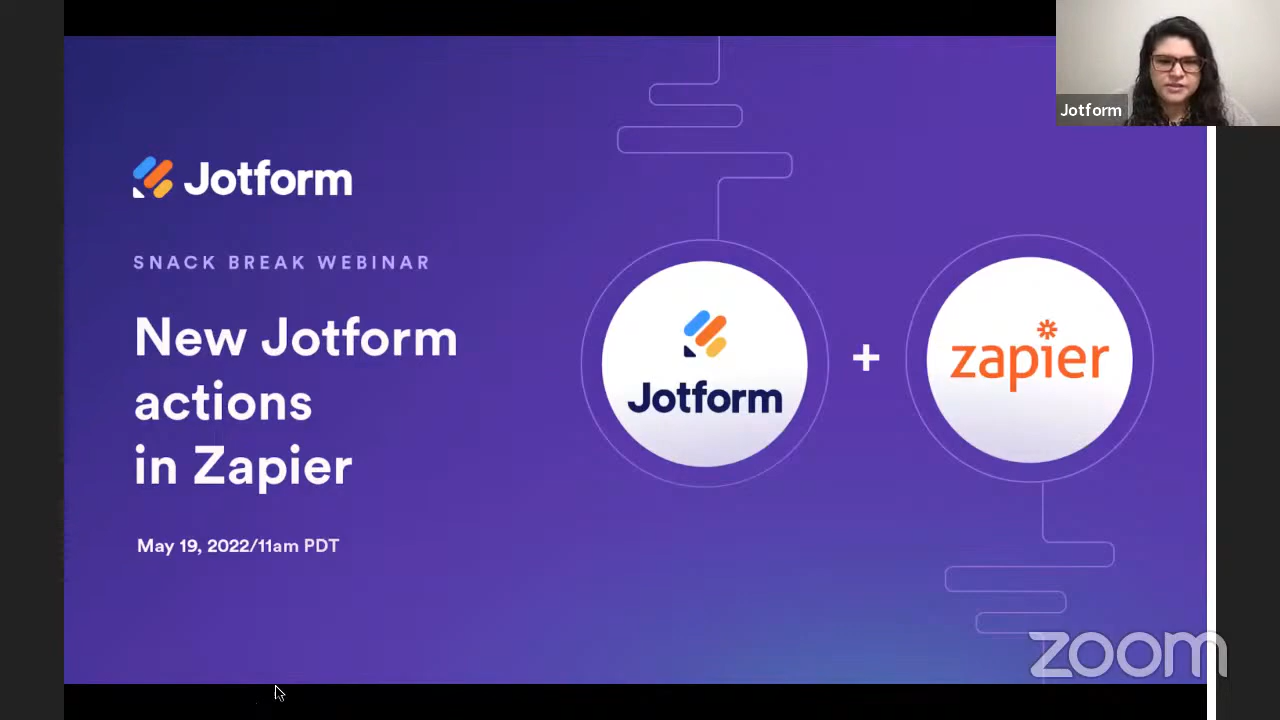 Jotform
Jotform
SNACK BREAK WEBINAR
New Jotform
actions
in Zapier
May 19, 2022/11am PDT
Jotform
+
zapier
zoom